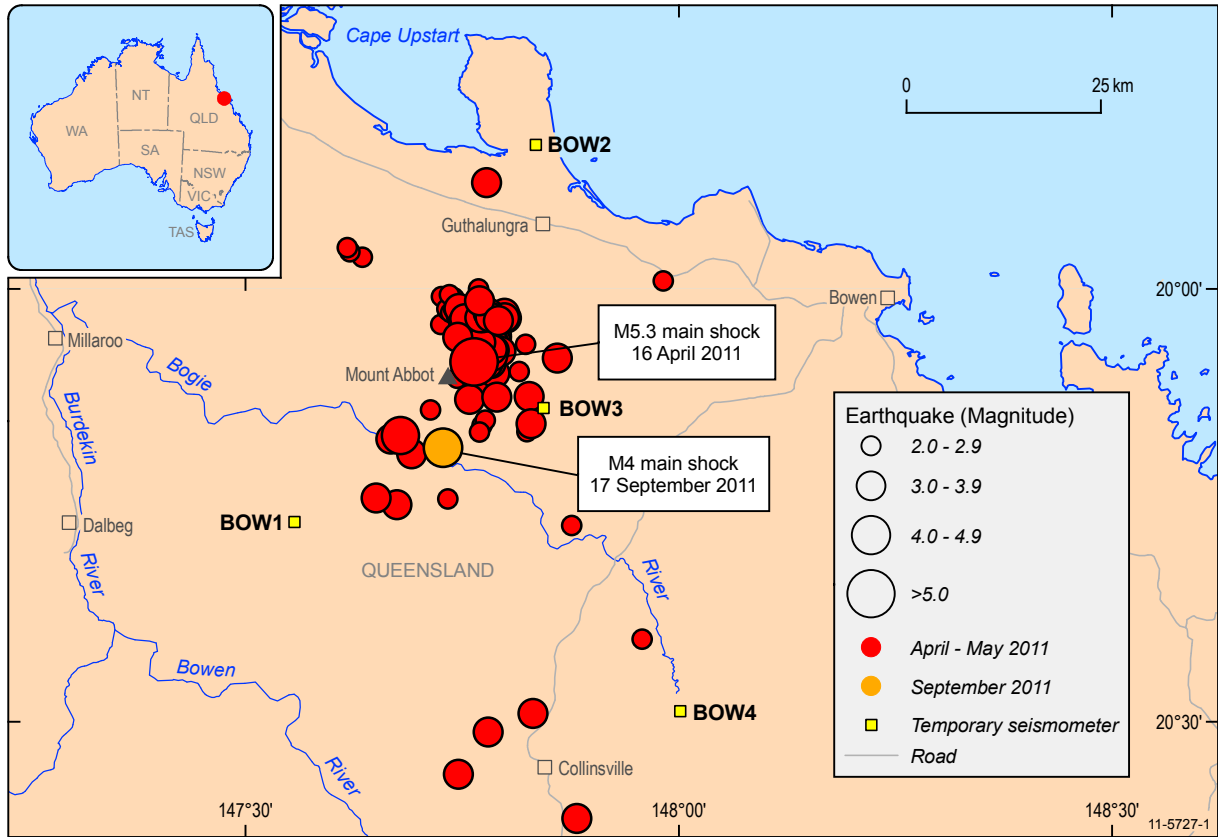 Cape Upstart
NT
QLD
WA
SA
NSW
VIC
TAS
0
25 km
BOW2
Guthalungra
20°00'
Bowen
Millaroo
M5.3 main shock
16 April 2011
Bogie
Mount Abbot
Burdekin
BOW3
M4 main shock
17 September 2011
BOW1
Dalbeg
River
QUEENSLAND
River
Bowen
BOW4
20°30'
River
Collinsville
147°30'
148°00'
148°30'
Earthquake (Magnitude)
2.0 - 2.9
3.0 - 3.9
4.0 - 4.9
>5.0
April - May 2011
September 2011
Temporary seismometer
Road
11-5727-1